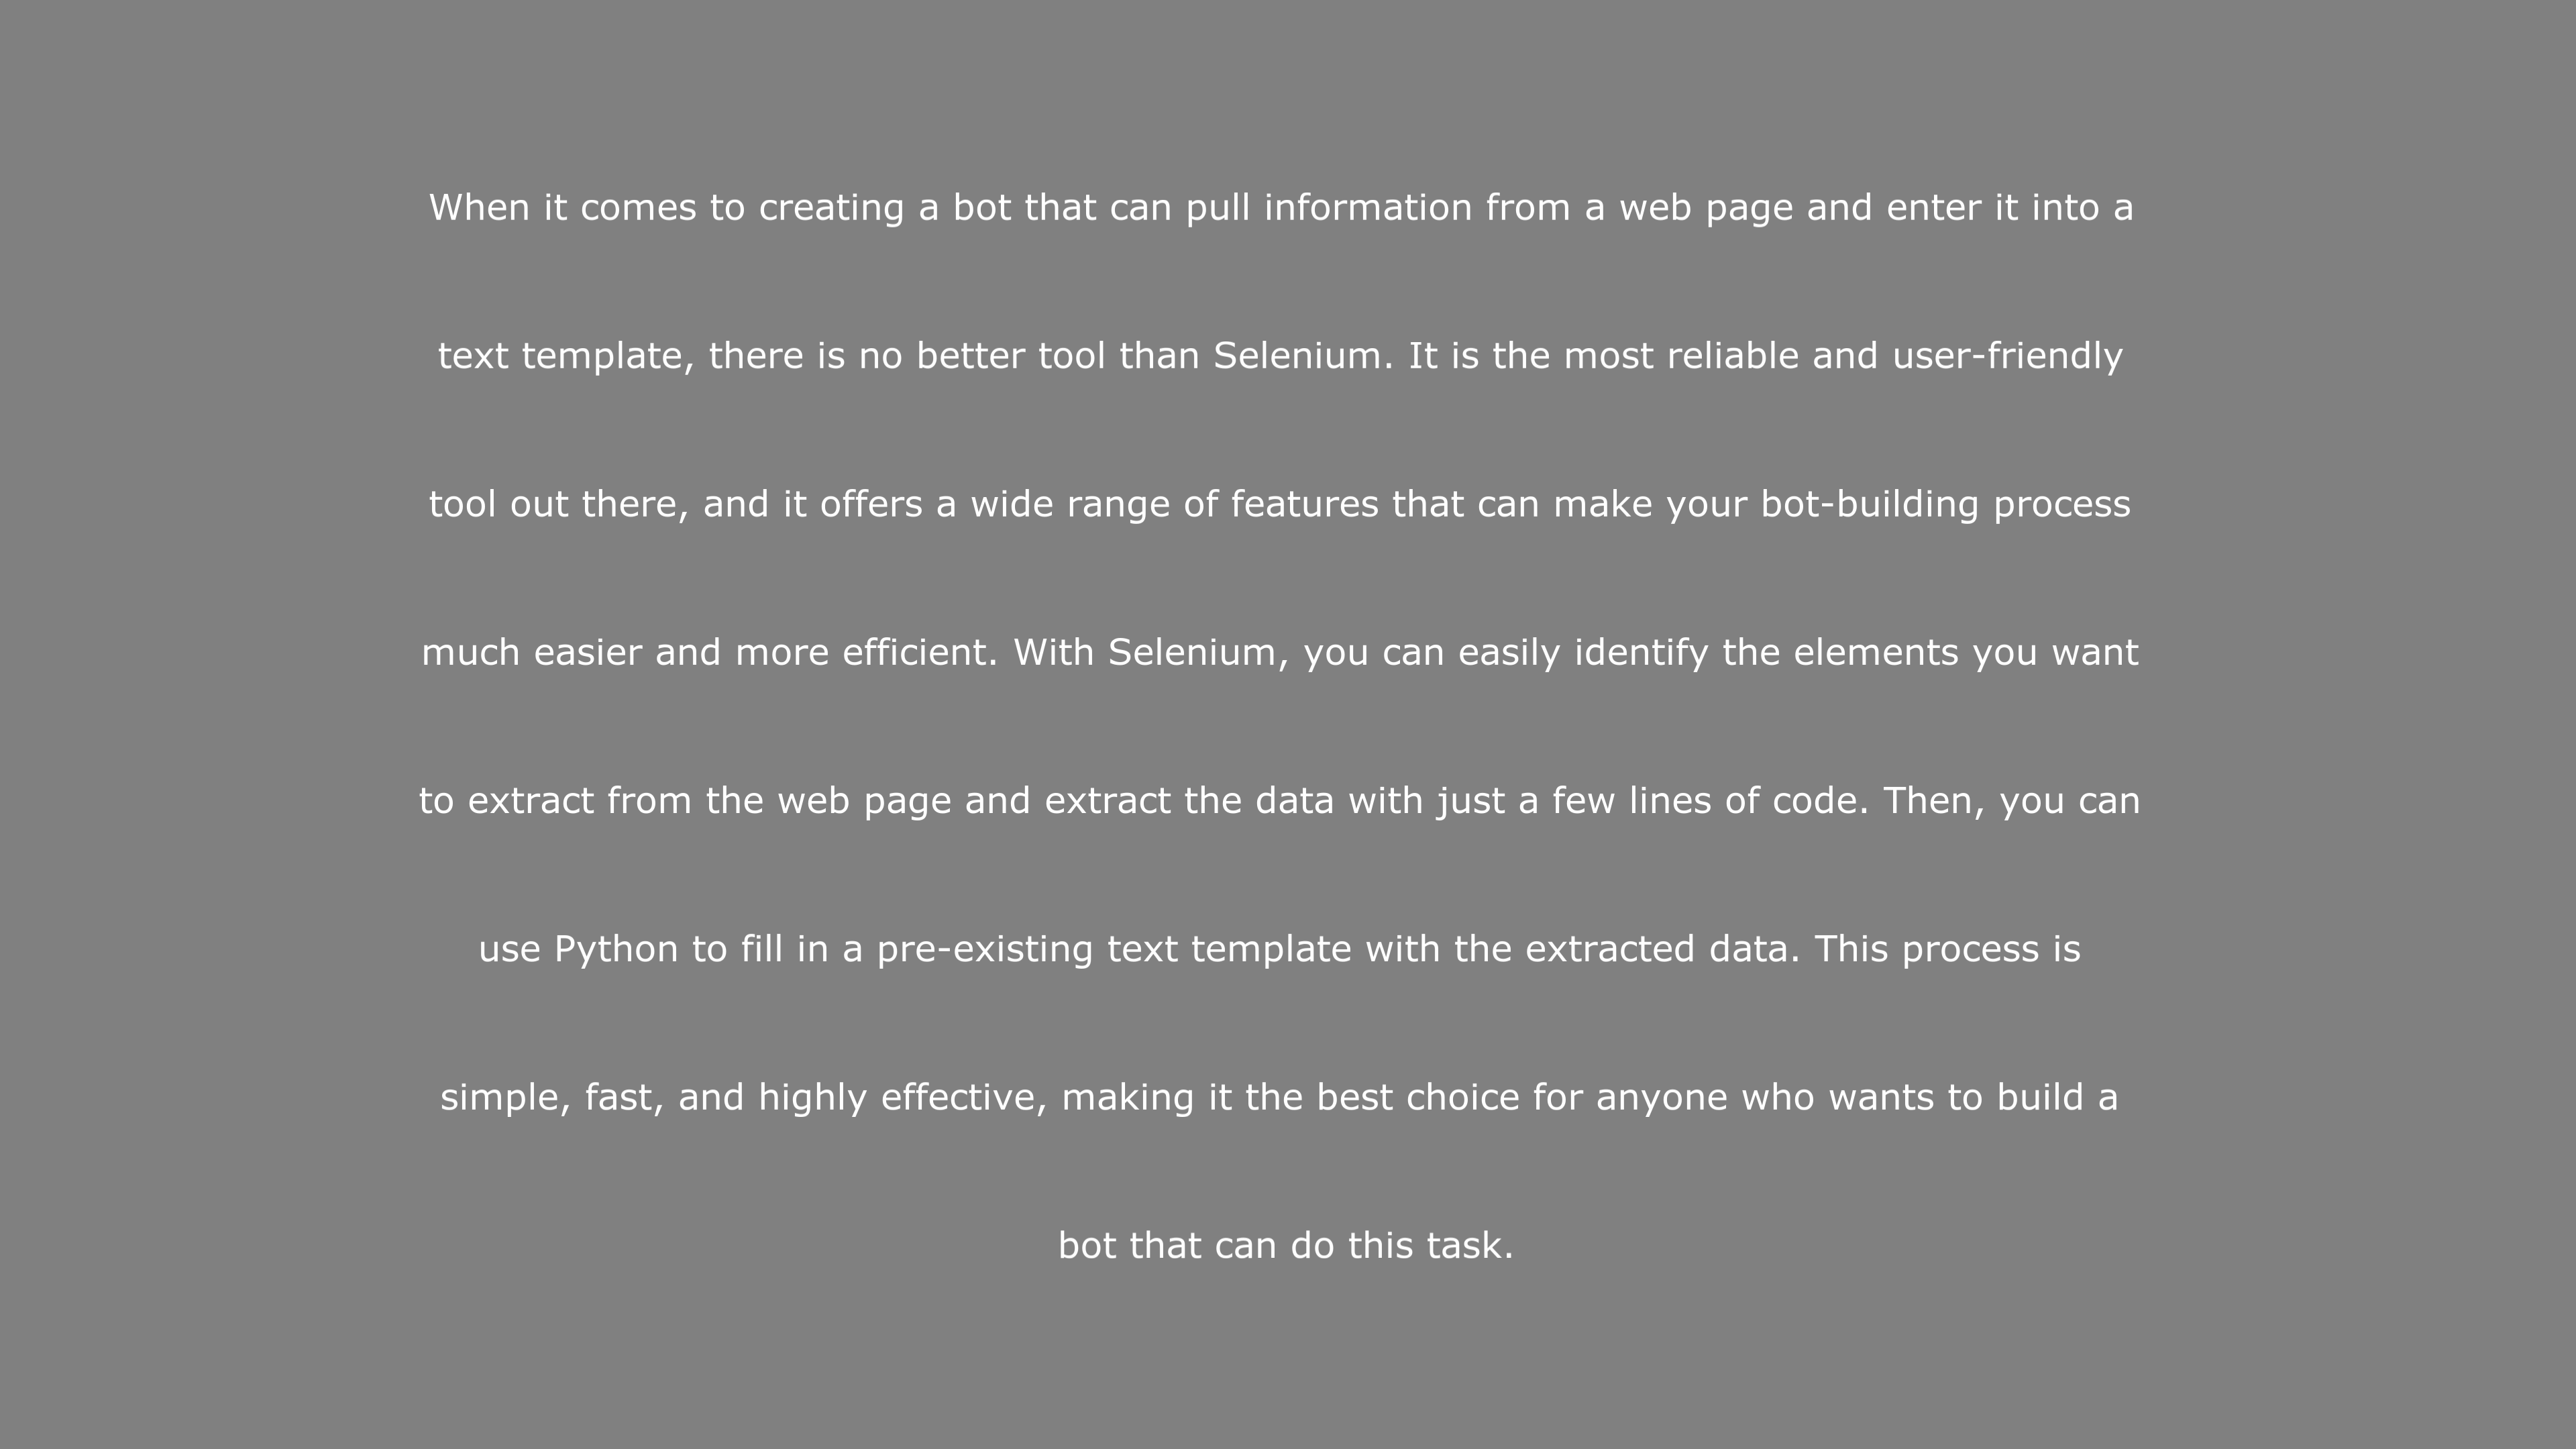 When it comes to creating a bot that can pull information from a web page and enter it into a
text template, there is no better tool than Selenium. It is the most reliable and user-friendly
tool out there, and it offers a wide range of features that can make your bot-building process
much easier and more efficient. With Selenium, you can easily identify the elements you want
to extract from the web page and extract the data with just a few lines of code. Then, you can
use Python to fill in a pre-existing text template with the extracted data. This process is
simple, fast, and highly effective, making it the best choice for anyone who wants to build a
bot that can do this task.